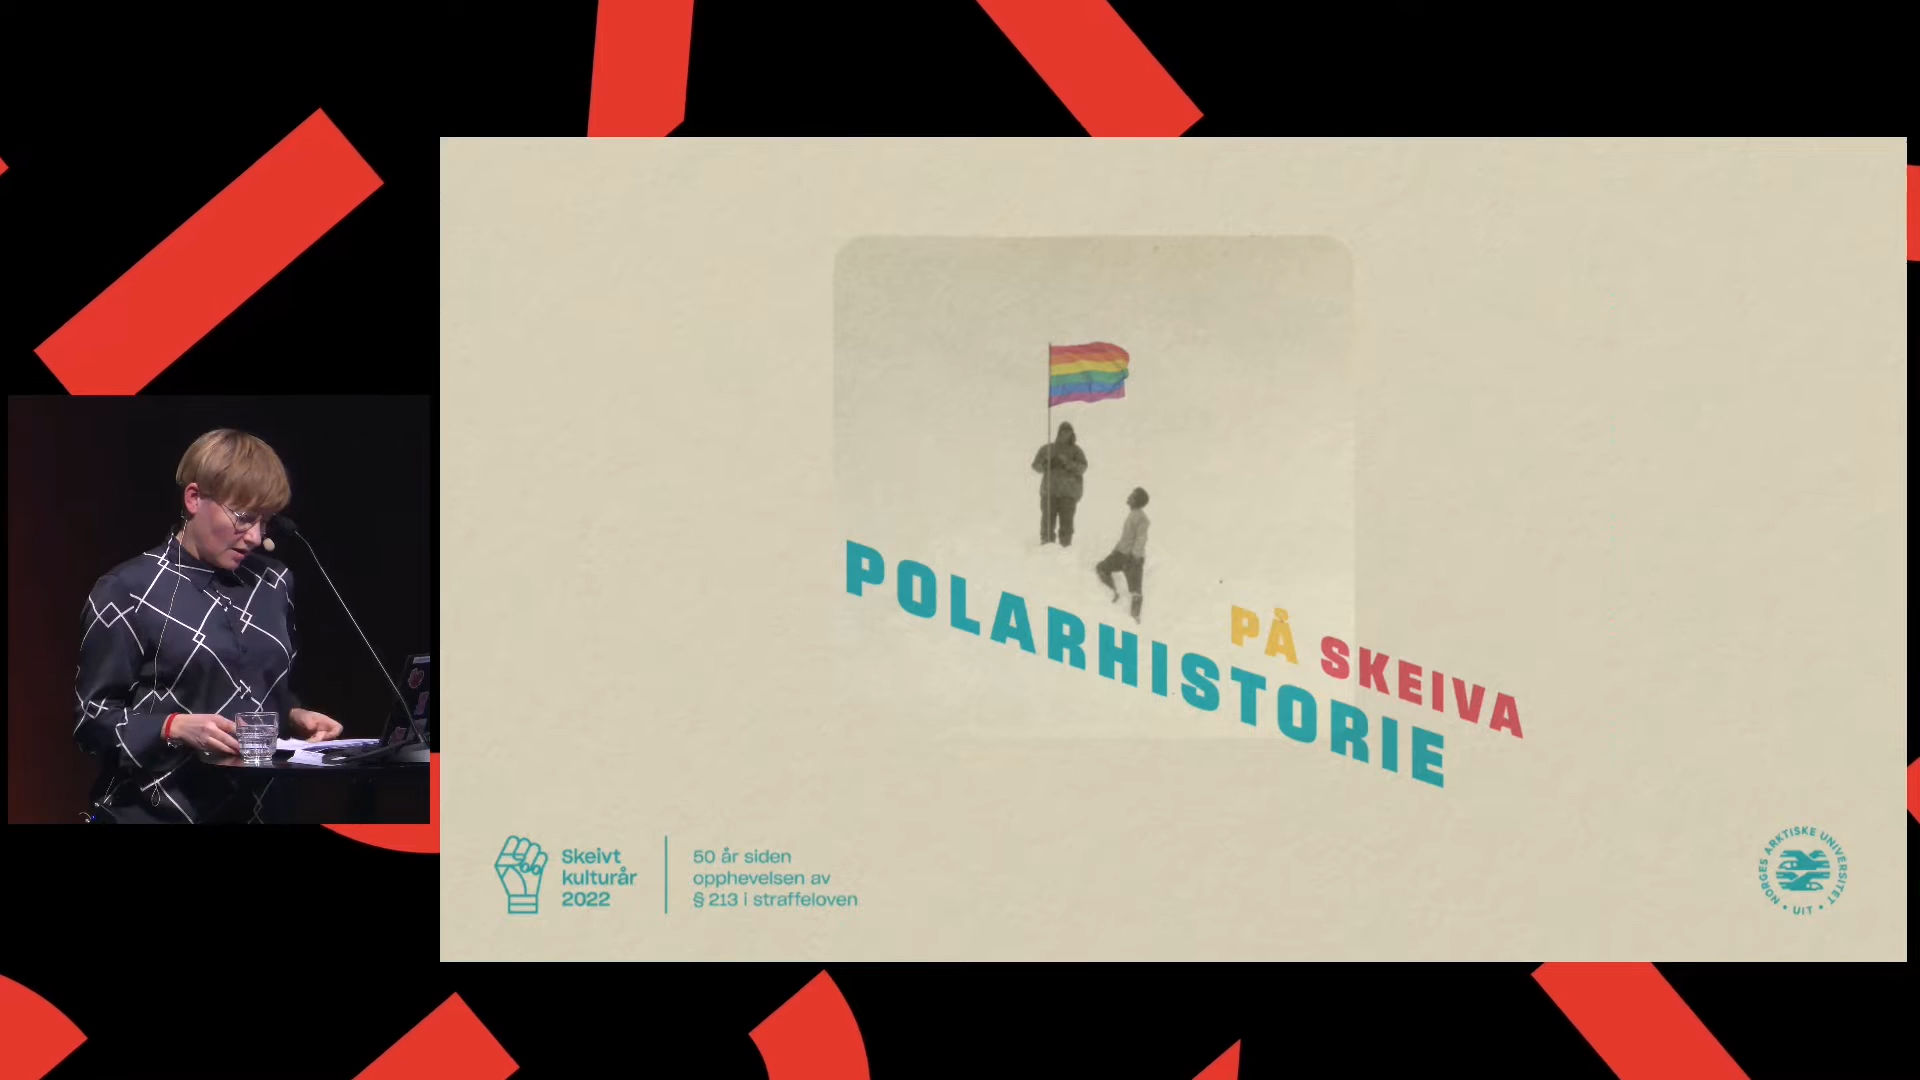 PÅ SKEIVA
POLARHISTORIE
Skeivt
kulturår
2022
50 år siden
opphevelsen av
§ 213 i straffeloven
NORGES ARKTISKE UNIVERSITET
• UIT •